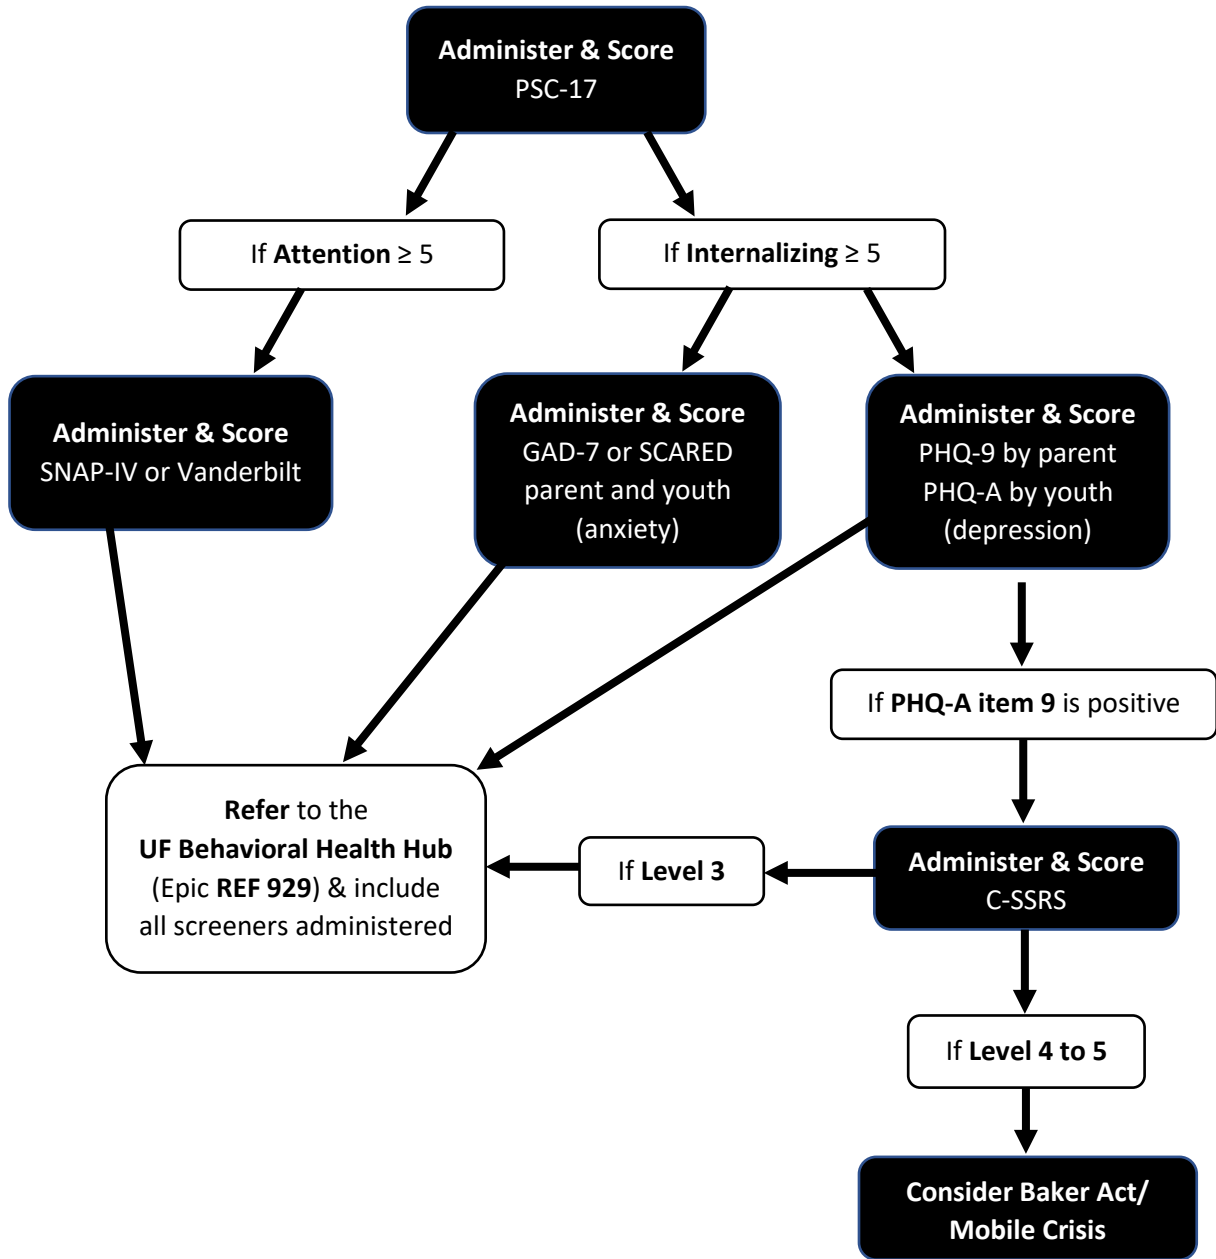 Administer & Score
PSC-17
If Attention ≥ 5
If Internalizing ≥ 5
Administer & Score
SNAP-IV or Vanderbilt
Administer & Score
GAD-7 or SCARED
parent and youth
(anxiety)
Administer & Score
PHQ-9 by parent
PHQ-A by youth
(depression)
If PHQ-A item 9 is positive
Refer to the
UF Behavioral Health Hub
(Epic REF 929) & include
all screeners administered
If Level 3
Administer & Score
C-SSRS
If Level 4 to 5
Consider Baker Act/
Mobile Crisis